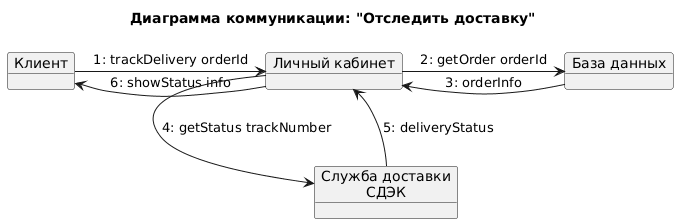 Диаграмма коммуникации: "Отследить доставку"
Клиент
1: trackDelivery orderId
Личный кабинет
2: getOrder orderId
База данных
6: showStatus info
3: orderInfo
4: getStatus trackNumber
5: deliveryStatus
Служба доставки
СДЭК